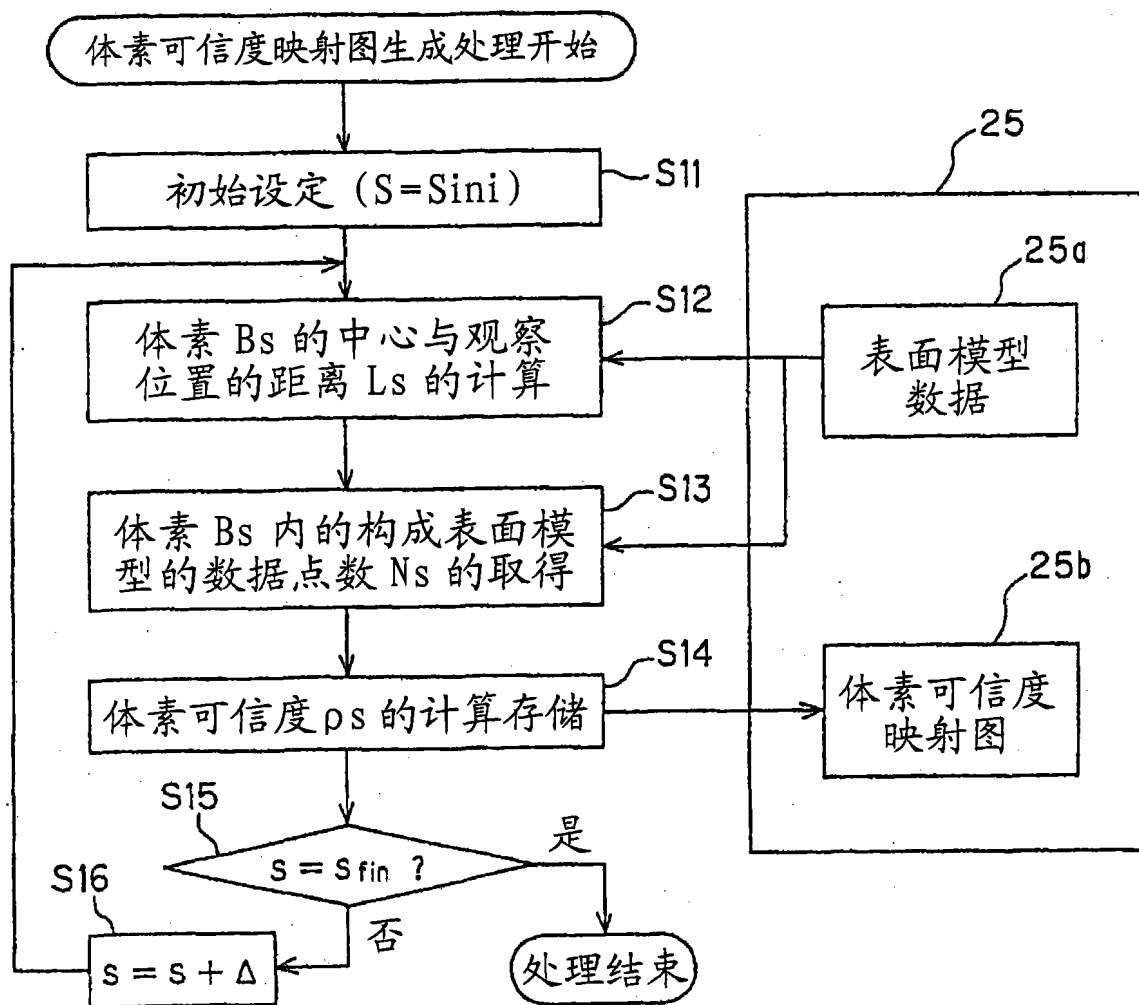 体素可信度映射图生成处理开始
初始设定 (S=Sini)
S11
25
25a
体素 Bs 的中心与观察
位置的距离 Ls 的计算
S12
表面模型
数据
体素 Bs 内的构成表面模
型的数据点数 Ns 的取得
S13
25b
体素可信度ρs的计算存储
S14
体素可信度
映射图
S15
s = sfin ?
是
否
S16
s = s + Δ
处理结束